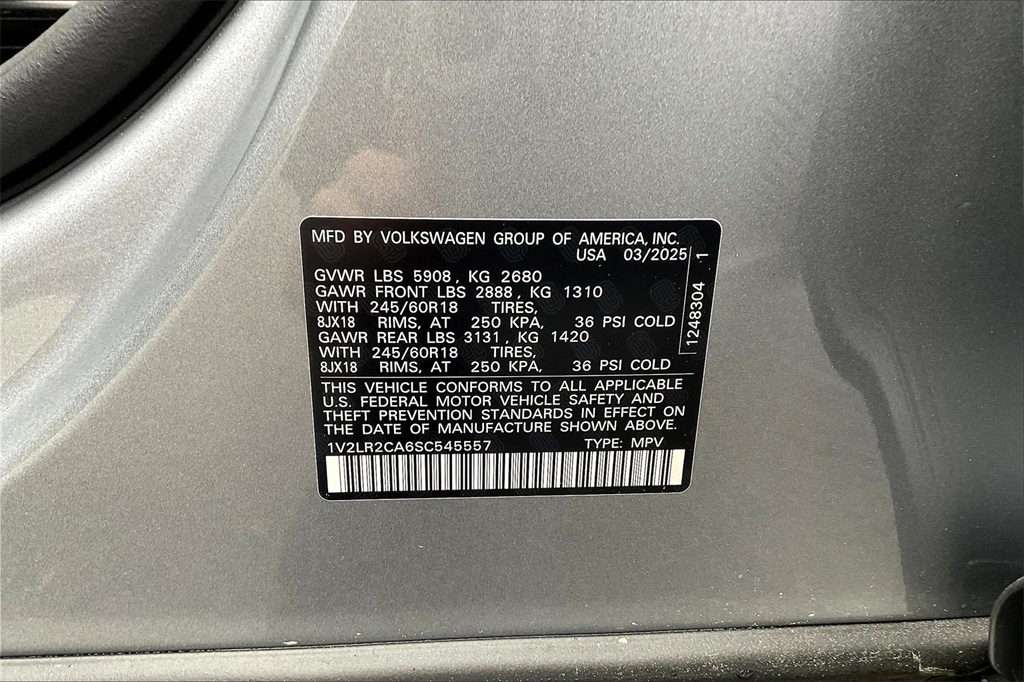 MFD BY VOLKSWAGEN GROUP OF AMERICA, INC.
USA 03/2025
GVWR LBS 5908, KG 2680
GAWR FRONT LBS 2888, KG 1310
WITH 245/60R18 TIRES,
8JX18 RIMS, AT 250 KPA, 36 PSI COLD
GAWR REAR LBS 3131, KG 1420
WITH 245/60R18 TIRES,
8JX18 RIMS, AT 250 KPA, 36 PSI COLD
1248304 1
THIS VEHICLE CONFORMS TO ALL APPLICABLE
U.S. FEDERAL MOTOR VEHICLE SAFETY AND
THEFT PREVENTION STANDARDS IN EFFECT ON
THE DATE OF MANUFACTURE SHOWN ABOVE.
1V2LR2CA6SC545557 TYPE: MPV